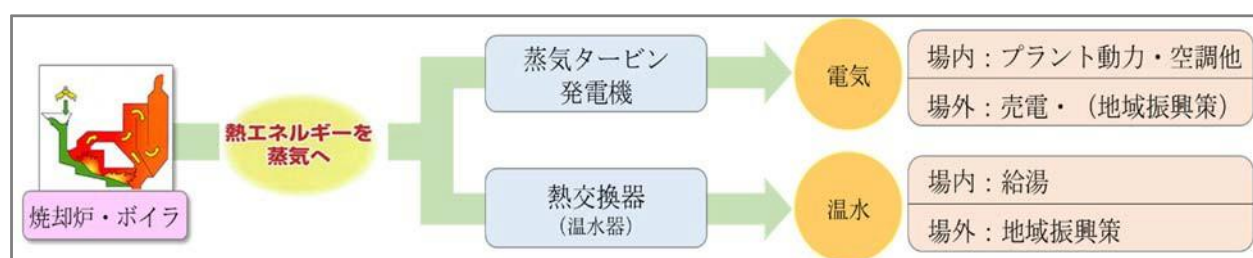 焼却炉・ボイラ
熱エネルギーを
蒸気へ
蒸気タービン
発電機
電気
場内：プラント動力・空調他
場外：売電・（地域振興策）
熱交換器
（温水器）
温水
場内：給湯
場外：地域振興策